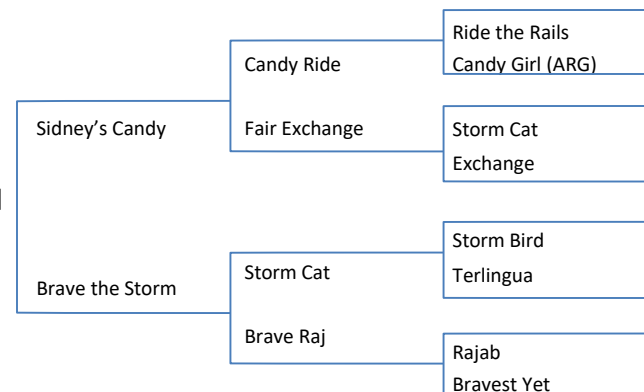 Ride the Rails
Candy Ride
Candy Girl (ARG)
Sidney’s Candy
Fair Exchange
Storm Cat
Exchange
Storm Bird
Brave the Storm
Storm Cat
Terlingua
Brave Raj
Rajab
Bravest Yet